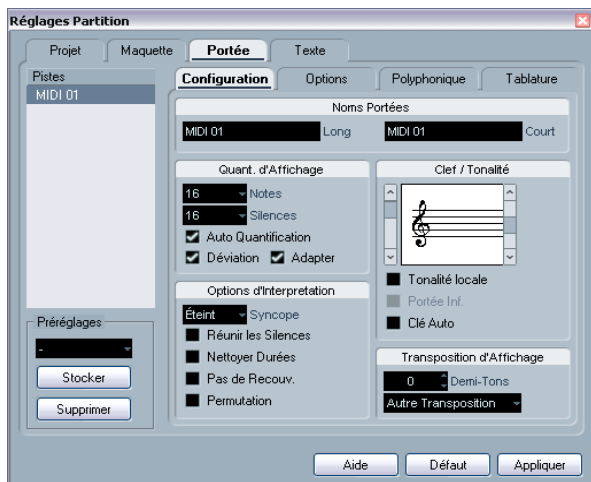 Réglages Partition
Projet Maquette Portée Texte
Pistes
MIDI 01
Configuration Options Polyphonique Tablature
Noms Portées
MIDI 01 Long MIDI 01 Court
Quant. d'Affichage
16 Notes
16 Silences
Auto Quantification
Déviation Adapter
Clef / Tonalité
Tonalité locale
Portée Inf.
Clé Auto
Options d'Interpretation
Éteint Syncope
Réunir les Silences
Nettoyer Durées
Pas de Recouv.
Permutation
Transposition d'Affichage
0 Demi-Tons
Autre Transposition
Préréglages
-
Stocker
Supprimer
Aide Défaut Appliquer